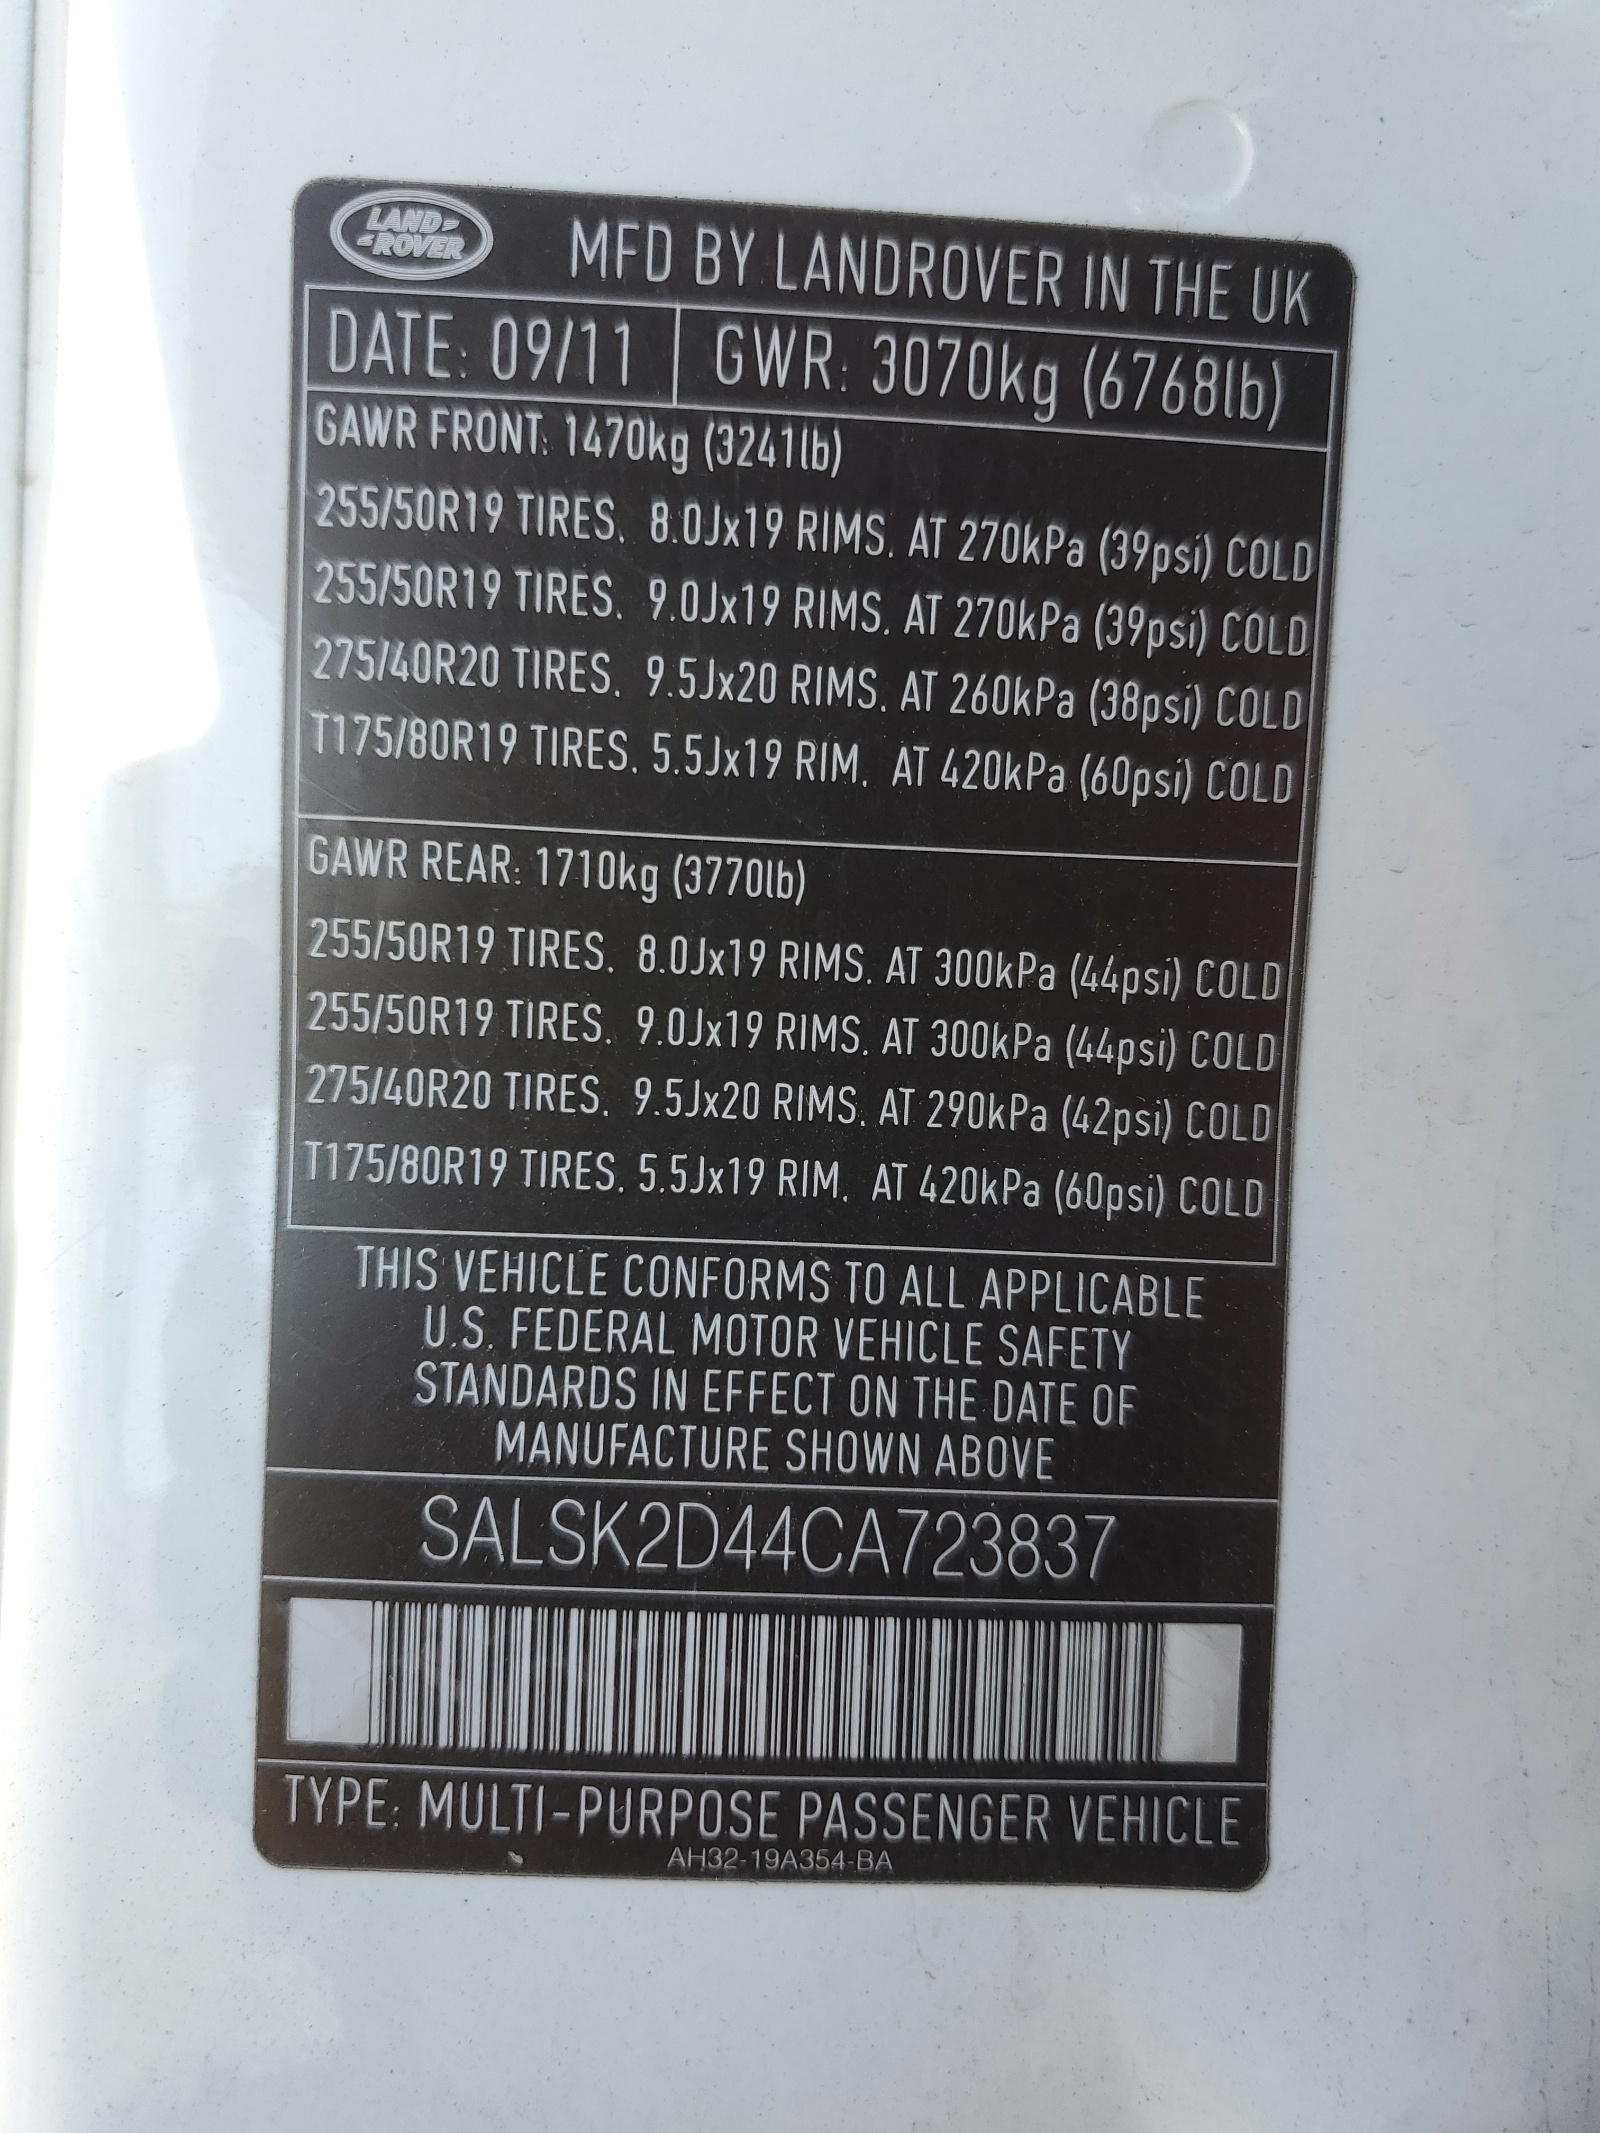 LAND-
-ROVER
MFD BY LANDROVER IN THE UK
DATE: 09/11 GWR: 3070kg (6768lb)
GAWR FRONT: 1470kg (3241lb)
255/50R19 TIRES. 8.0Jx19 RIMS. AT 270kPa (39psi) COLD
255/50R19 TIRES. 9.0Jx19 RIMS. AT 270kPa (39psi) COLD
275/40R20 TIRES. 9.5Jx20 RIMS. AT 260kPa (38psi) COLD
T175/80R19 TIRES. 5.5Jx19 RIM. AT 420kPa (60psi) COLD
GAWR REAR: 1710kg (3770lb)
255/50R19 TIRES. 8.0Jx19 RIMS. AT 300kPa (44psi) COLD
255/50R19 TIRES. 9.0Jx19 RIMS. AT 300kPa (44psi) COLD
275/40R20 TIRES. 9.5Jx20 RIMS. AT 290kPa (42psi) COLD
T175/80R19 TIRES. 5.5Jx19 RIM. AT 420kPa (60psi) COLD
THIS VEHICLE CONFORMS TO ALL APPLICABLE
U.S. FEDERAL MOTOR VEHICLE SAFETY
STANDARDS IN EFFECT ON THE DATE OF
MANUFACTURE SHOWN ABOVE
SALSK2D44CA723837
TYPE: MULTI-PURPOSE PASSENGER VEHICLE
AH32-19A354-BA